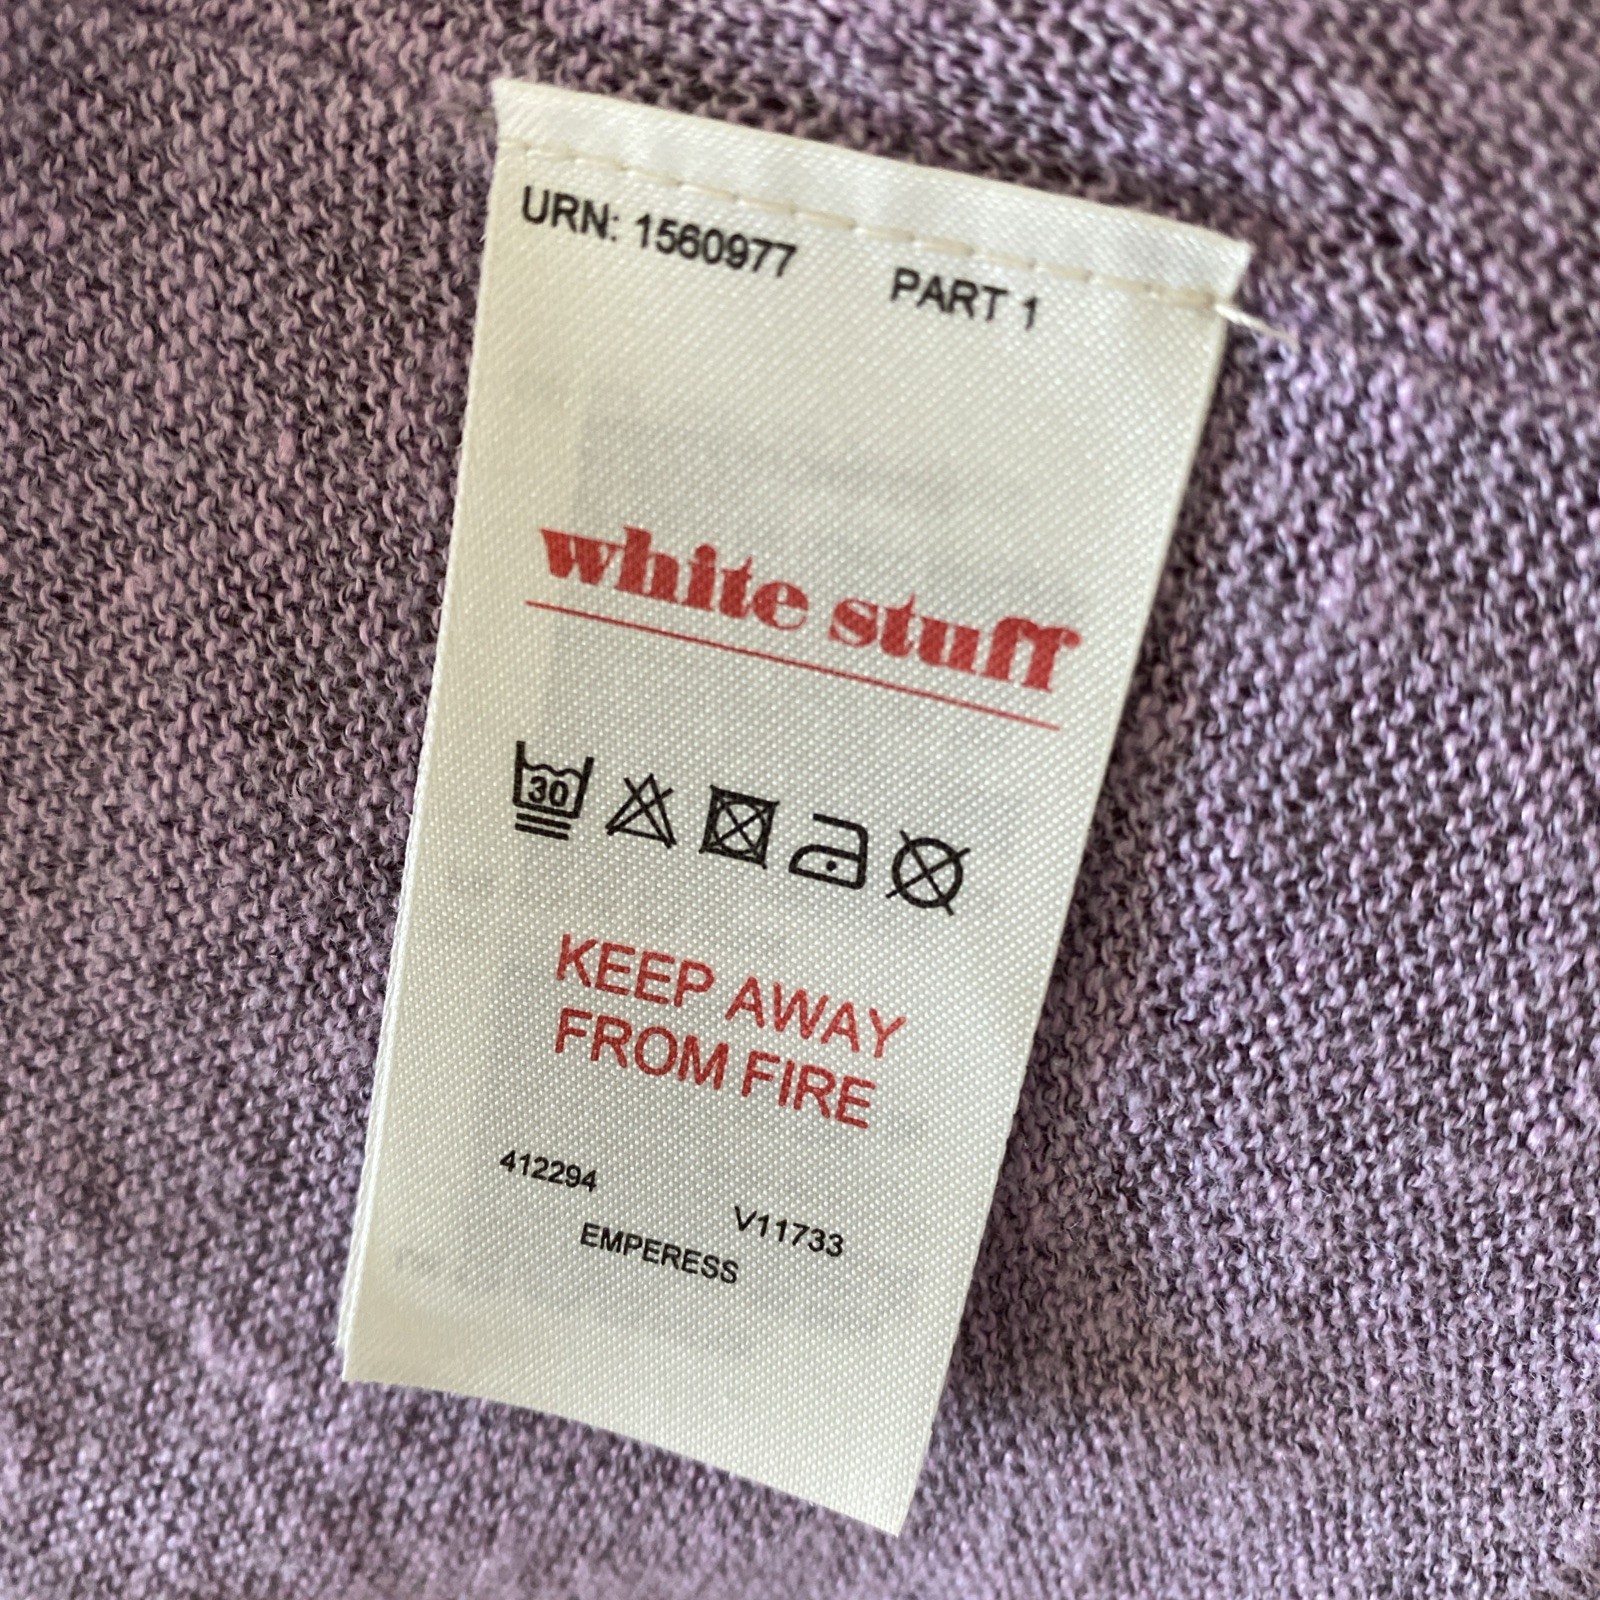 URN: 1560977 PART 1
white stuff
30
KEEP AWAY
FROM FIRE
412294
V11733
EMPERESS